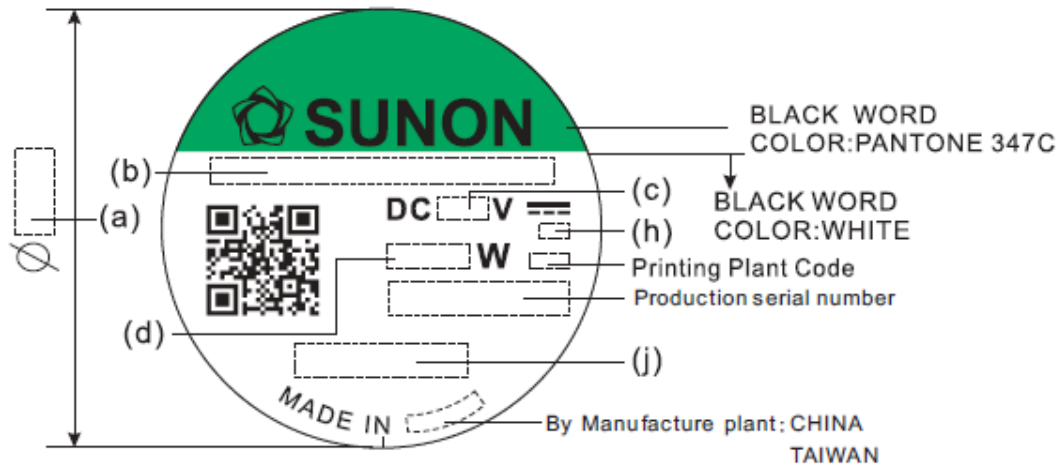 SUNON
BLACK WORD
COLOR:PANTONE 347C
(b)
(c)
(a)
DC V
BLACK WORD
COLOR:WHITE
(h)
W
Printing Plant Code
Production serial number
Ø
(d)
(j)
MADE IN
By Manufacture plant: CHINA
TAIWAN